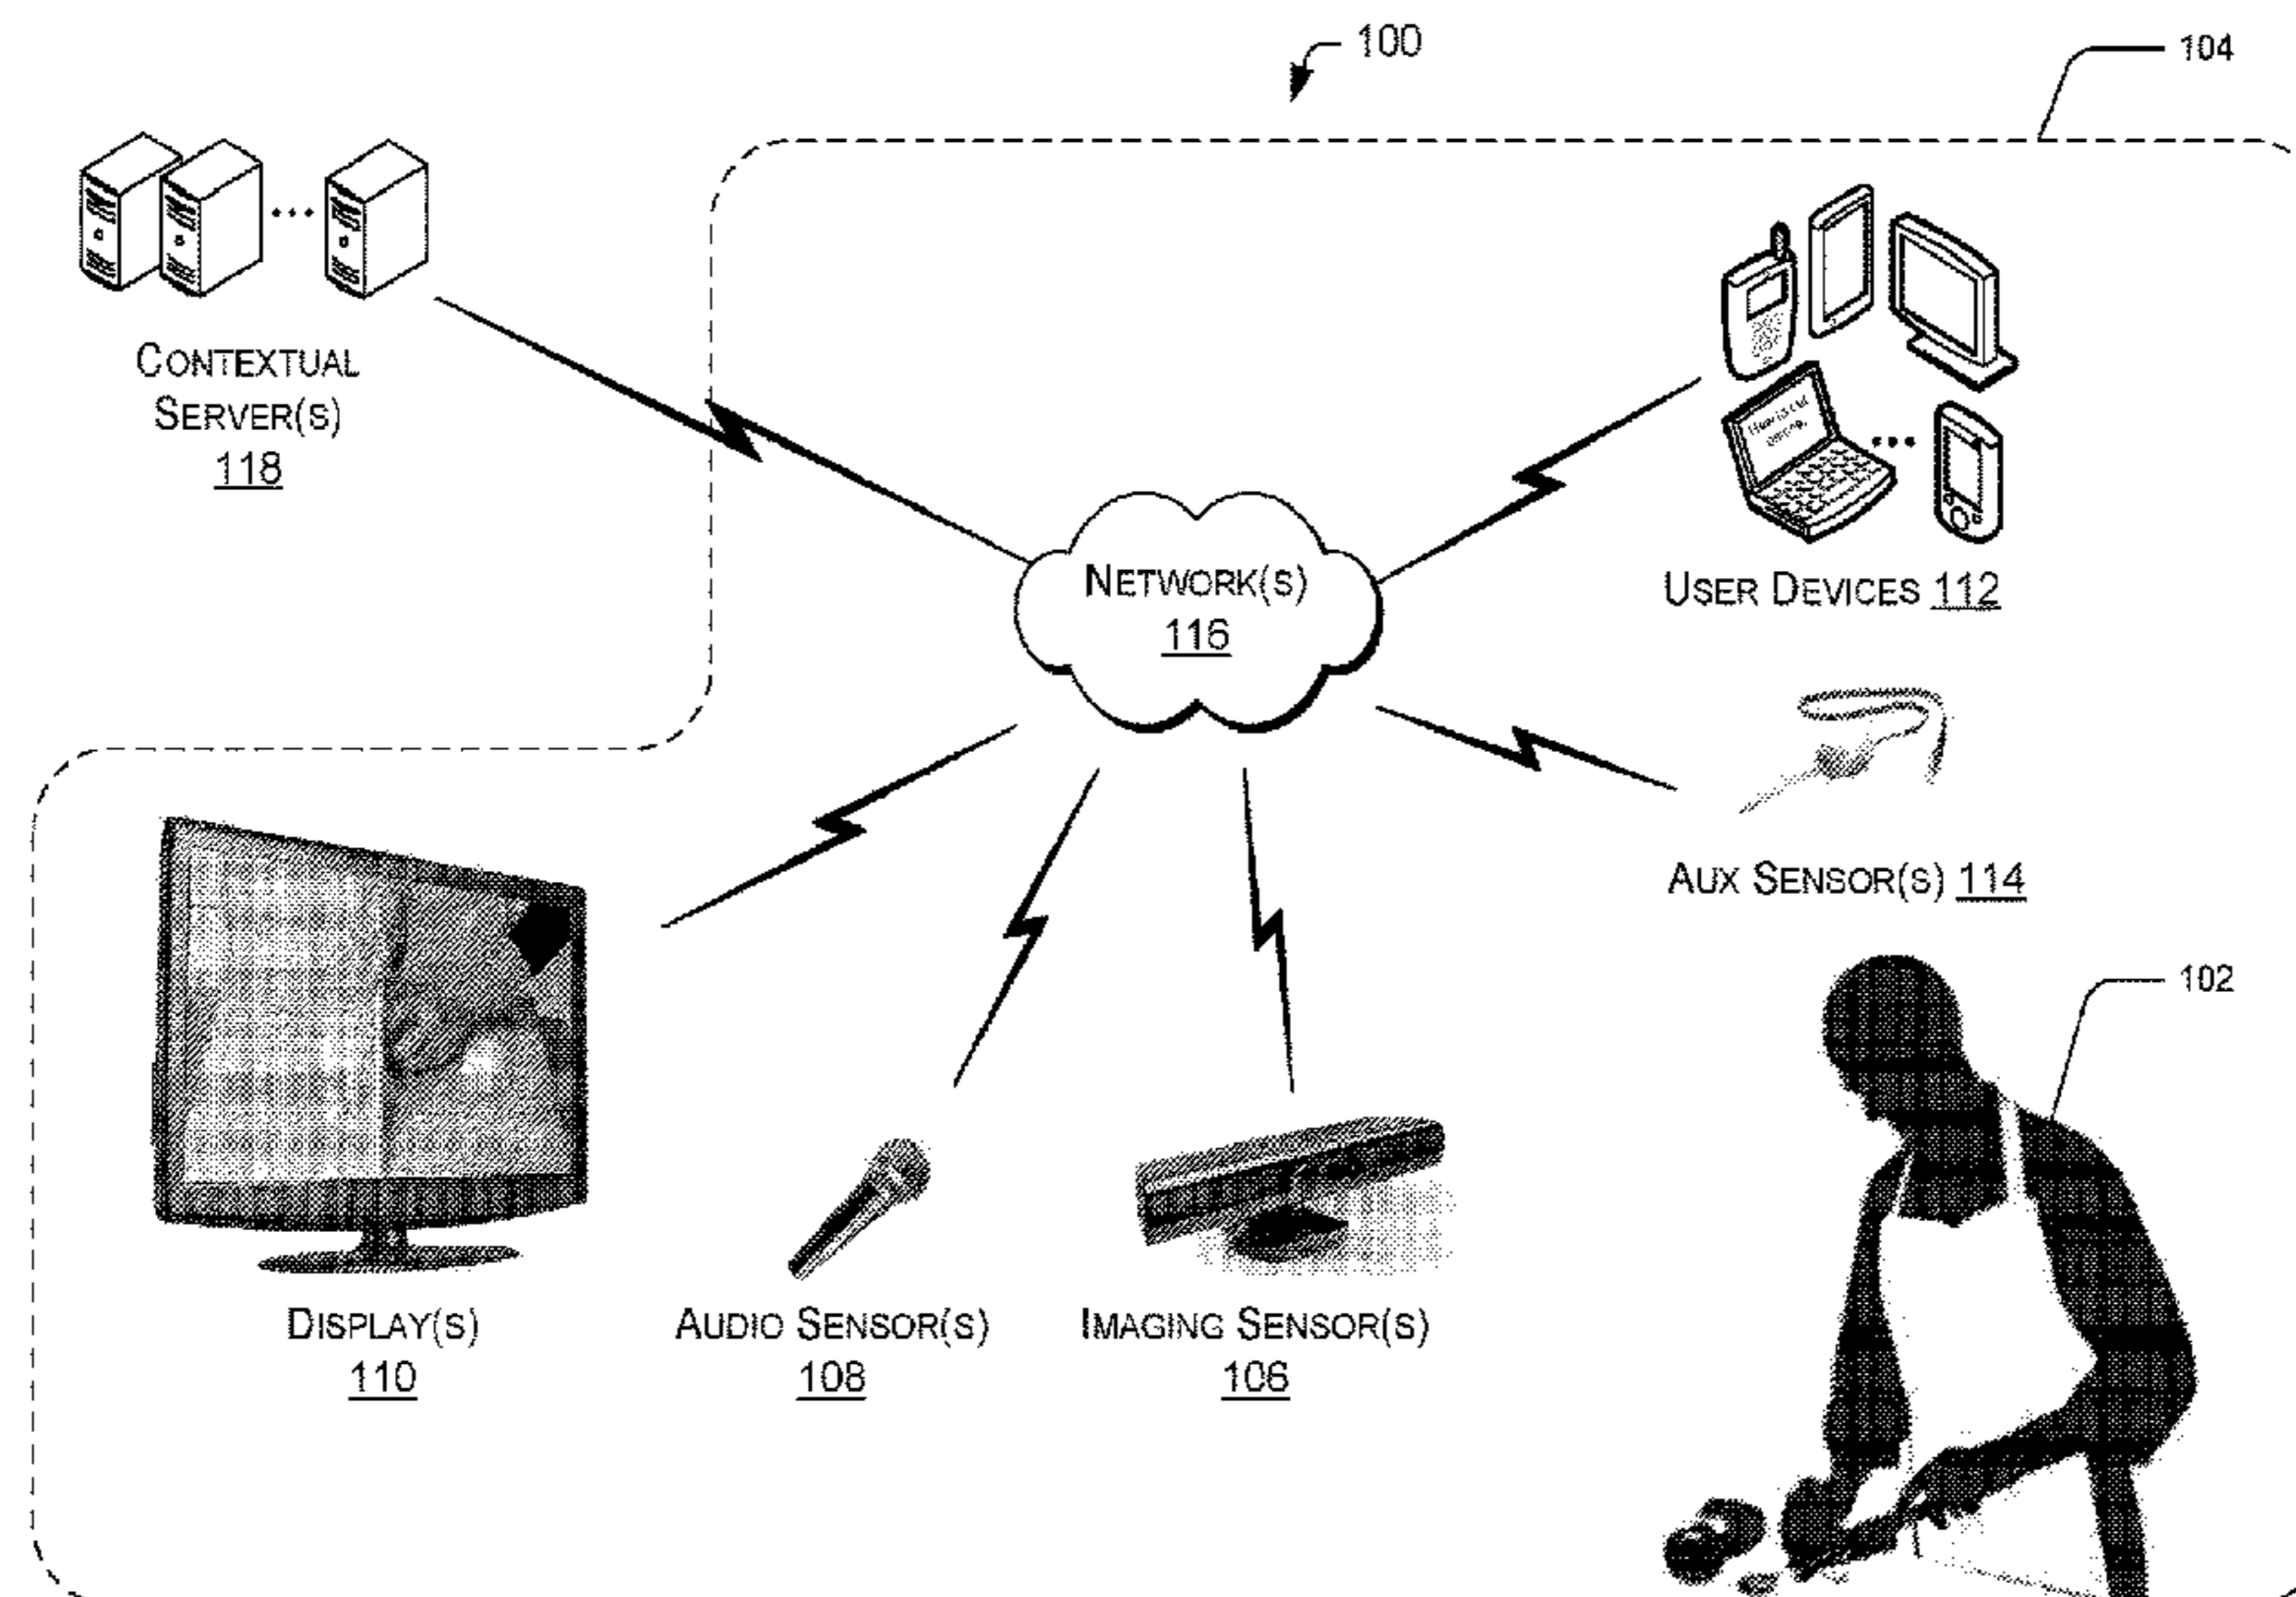 100
104
CONTEXTUAL
SERVER(S)
118
NETWORK(S)
116
USER DEVICES 112
AUX SENSOR(S) 114
102
DISPLAY(S)
110
AUDIO SENSOR(S)
108
IMAGING SENSOR(S)
106